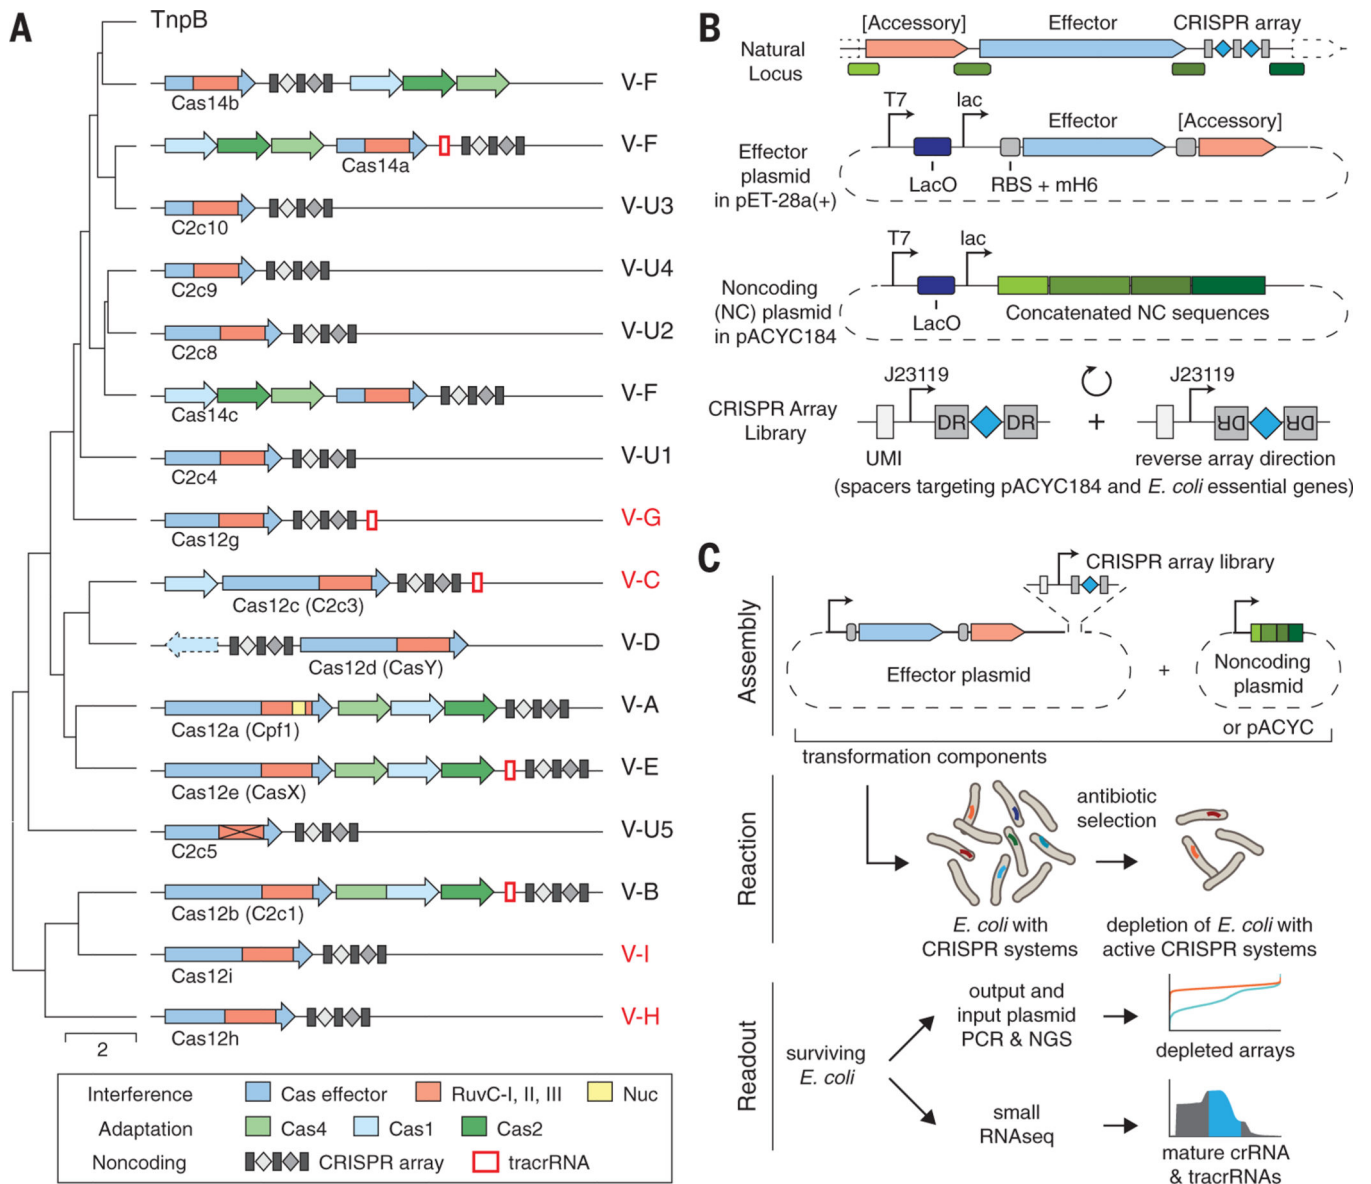 A
TnpB
Cas14b
V-F
Cas14a
V-F
C2c10
V-U3
C2c9
V-U4
C2c8
V-U2
Cas14c
V-F
C2c4
V-U1
Cas12g
V-G
Cas12c (C2c3)
V-C
Cas12d (CasY)
V-D
Cas12a (Cpf1)
V-A
Cas12e (CasX)
V-E
C2c5
V-U5
Cas12b (C2c1)
V-B
Cas12i
V-I
Cas12h
V-H
2
Interference
Cas effector
RuvC-I, II, III
Nuc
Adaptation
Cas4
Cas1
Cas2
Noncoding
CRISPR array
tracrRNA
B
Natural
Locus
[Accessory]
Effector
CRISPR array
Effector
plasmid
in pET-28a(+)
T7
lac
LacO
RBS + mH6
Effector
[Accessory]
Noncoding
(NC) plasmid
in pACYC184
T7
lac
LacO
Concatenated NC sequences
CRISPR Array
Library
J23119
DR
DR
UMI
+
J23119
DR
DR
reverse array direction
(spacers targeting pACYC184 and E. coli essential genes)
C
Assembly
CRISPR array library
Effector plasmid
+
Noncoding
plasmid
or pACYC
transformation components
Reaction
antibiotic
selection
E. coli with
CRISPR systems
depletion of E. coli with
active CRISPR systems
Readout
surviving
E. coli
output and
input plasmid
PCR & NGS
depleted arrays
small
RNAseq
mature crRNA
& tracrRNAs